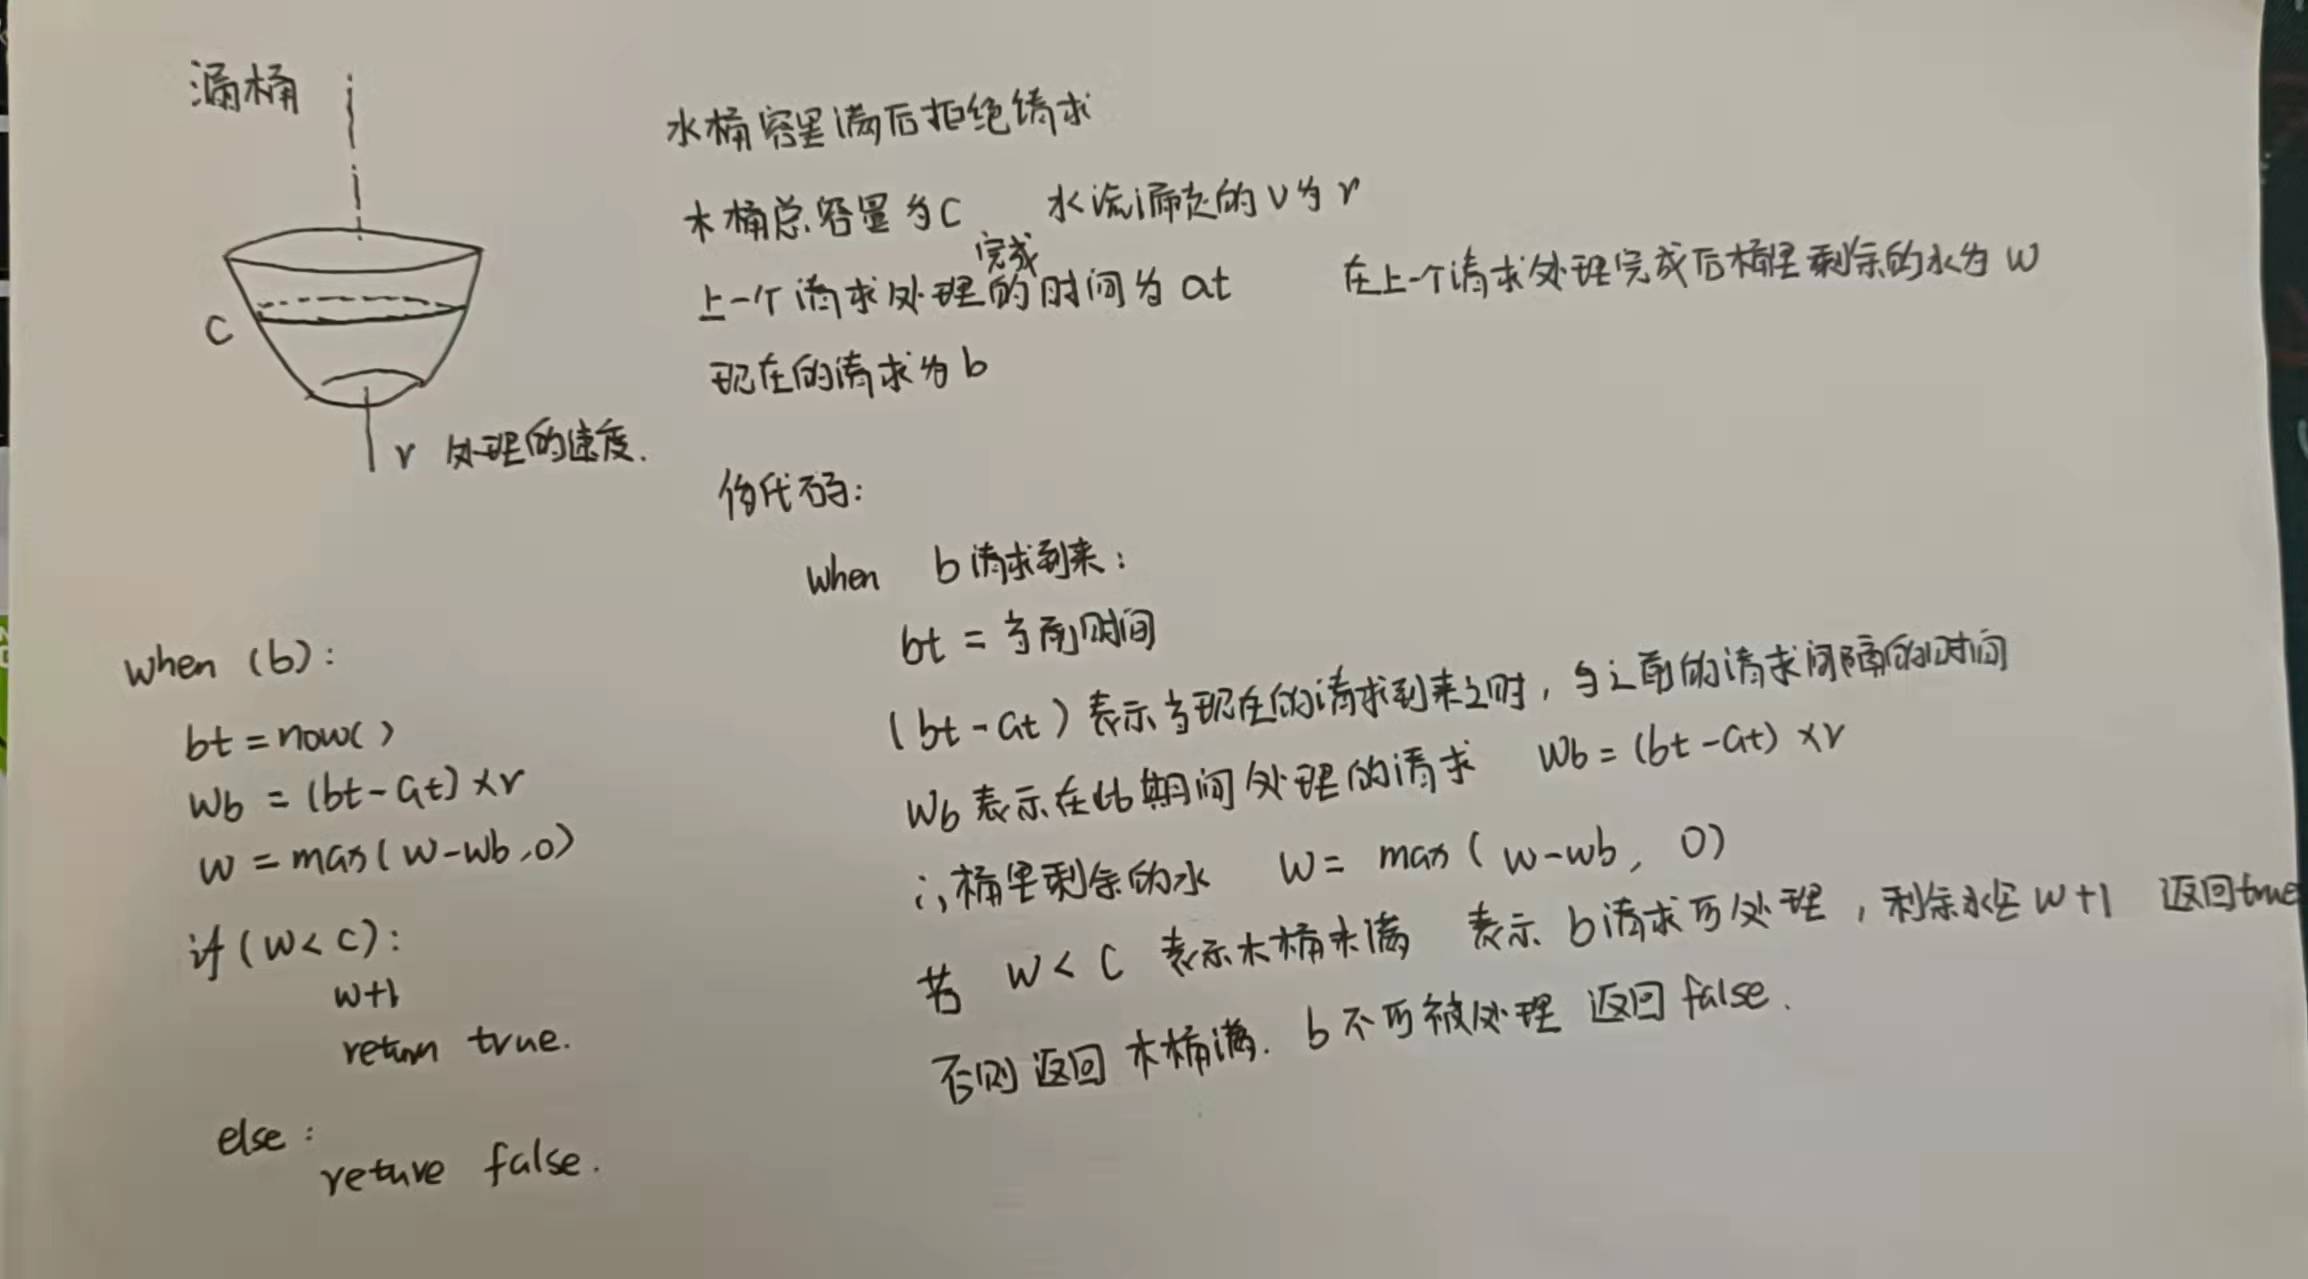 漏桶
水桶容量满后拒绝请求
木桶总容量为C 水流漏走的v为r
完成
上一个请求处理的时间为at 在上一个请求处理完成后桶里剩余的水为w
C
现在的请求为b
r 处理的速度.
伪代码:
when b请求到来:
bt = 当前时间
(bt-at) 表示当现在的请求到来之时, 与之前的请求间隔的时间
Wb 表示在此期间处理的请求 Wb = (bt-at) ×r
∴桶里剩余的水 W = max ( w-wb, 0)
若 W < C 表示木桶未满 表示 b请求可处理, 剩余水位 w+1 返回true
否则 返回 木桶满. b不可被处理 返回 false.
when (b):
bt = now()
Wb = (bt-at) ×r
w = max( w-wb,0)
if (w< c):
w+1
return true.
else :
returve false.